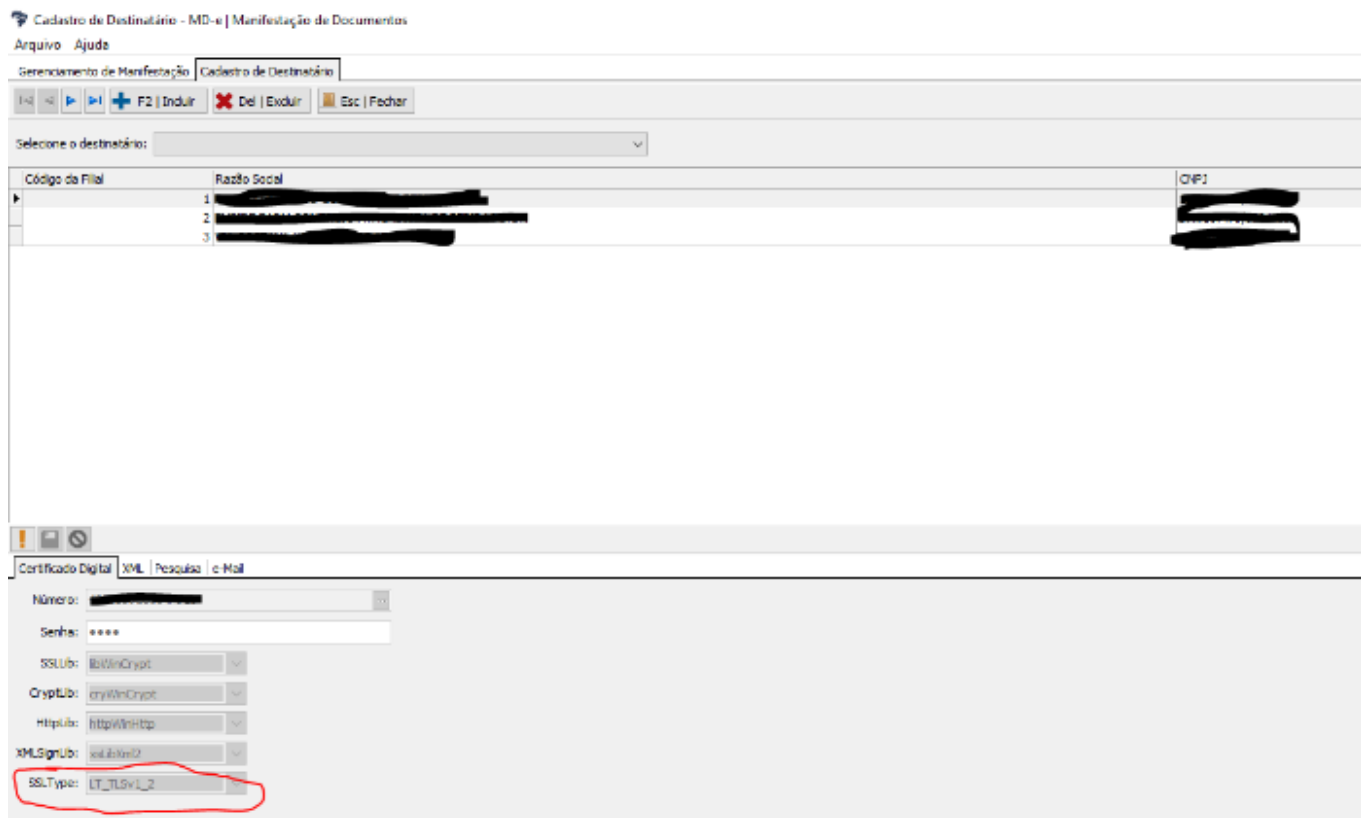 Cadastro de Destinatário - MD-e | Manifestação de Documentos
Arquivo Ajuda
Gerenciamento de Manifestação Cadastro de Destinatário
F2 | Incluir Del | Excluir Esc | Fechar
Selecione o destinatário:
Código da Filial Razão Social CNPJ
1
2
3
Certificado Digital XML Pesquisa e-Mail
Número: ...
Senha: ••••
SSLLib: libWinCrypt
CryptLib: cryWinCrypt
HttpLib: httpWinHttp
XMLSignLib: xsLibXml2
SSLType: LT_TLSv1_2